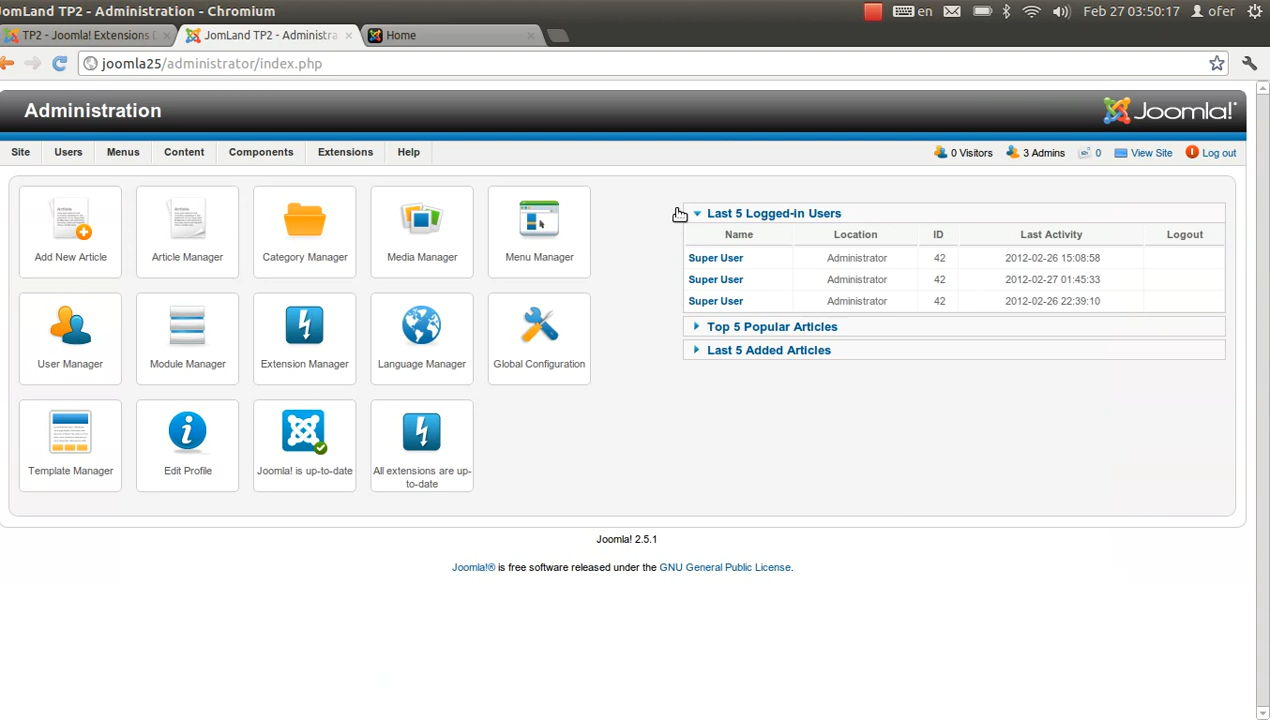 JomLand TP2 - Administration - Chromium
en
Feb 27 03:50:17
ofer
TP2 - Joomla! Extensions
JomLand TP2 - Administra
Home
joomla25/administrator/index.php
Administration
Joomla!
Site
Users
Menus
Content
Components
Extensions
Help
0 Visitors
3 Admins
0
View Site
Log out
Add New Article
Article Manager
Category Manager
Media Manager
Menu Manager
User Manager
Module Manager
Extension Manager
Language Manager
Global Configuration
Template Manager
Edit Profile
Joomla! is up-to-date
All extensions are up-
to-date
Last 5 Logged-in Users
Name Location ID Last Activity Logout
Super User Administrator 42 2012-02-26 15:08:58
Super User Administrator 42 2012-02-27 01:45:33
Super User Administrator 42 2012-02-26 22:39:10
Top 5 Popular Articles
Last 5 Added Articles
Joomla! 2.5.1
Joomla!® is free software released under the GNU General Public License.